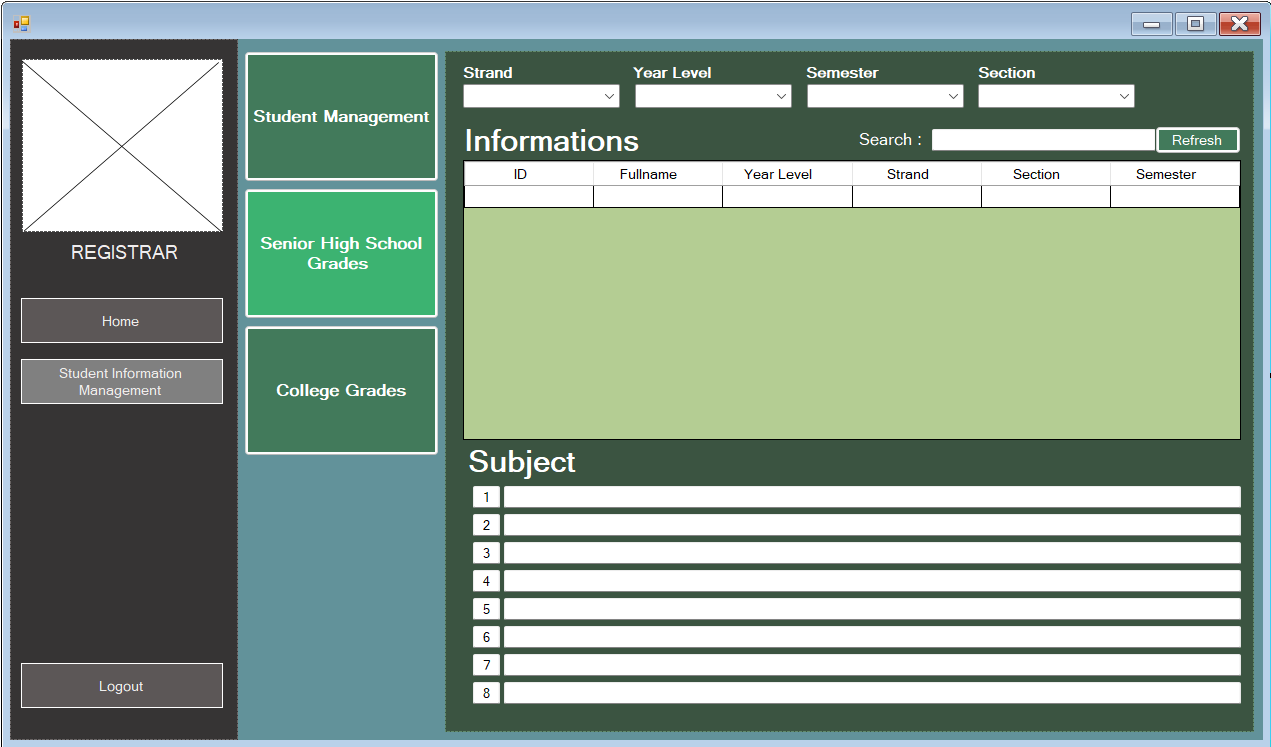 REGISTRAR
Home
Student Information
Management
Logout
Student Management
Senior High School
Grades
College Grades
Strand
Year Level
Semester
Section
Informations
Search :
Refresh
ID
Fullname
Year Level
Strand
Section
Semester
Subject
1
2
3
4
5
6
7
8